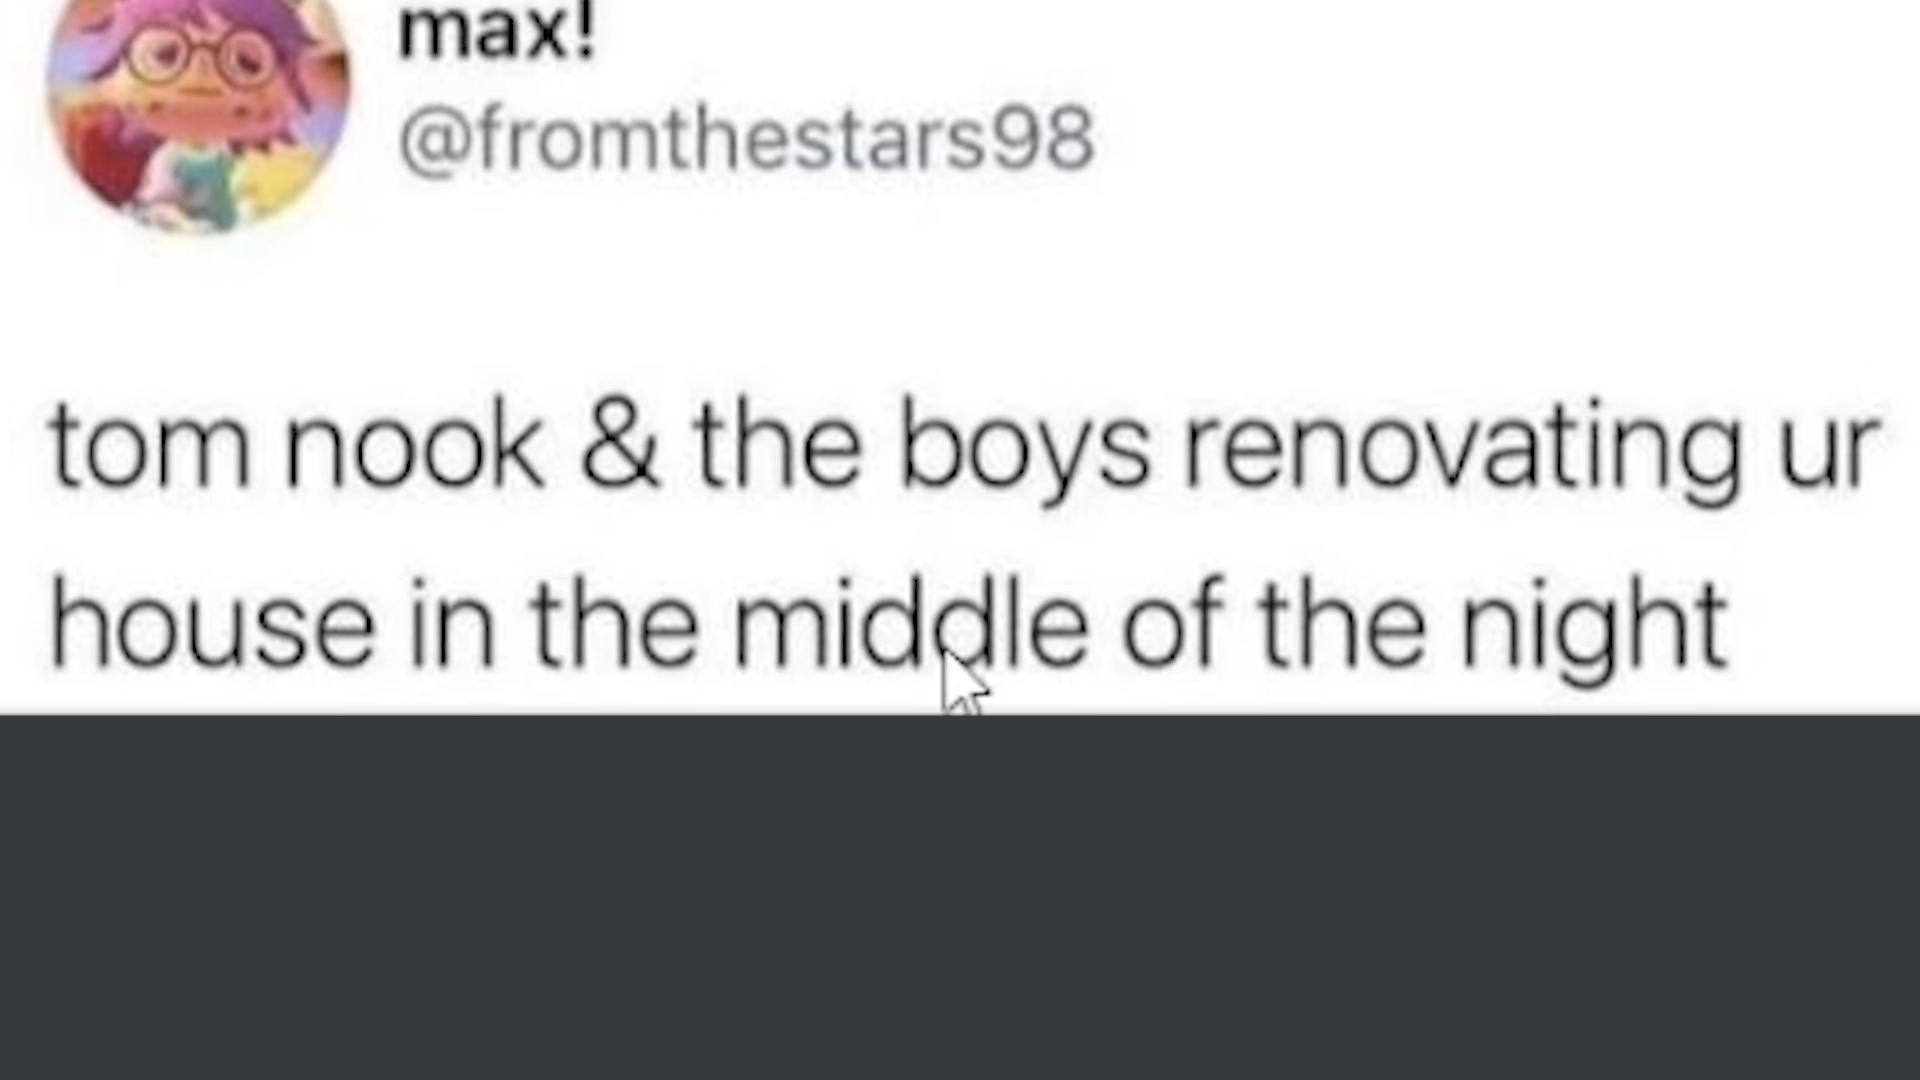 max!
@fromthestars98
tom nook & the boys renovating ur
house in the middle of the night